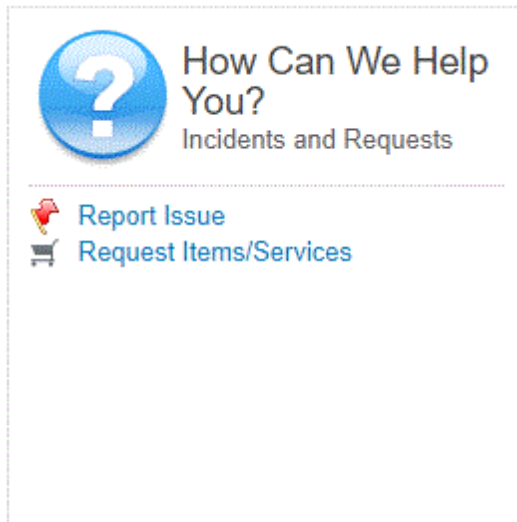 How Can We Help
You?
Incidents and Requests
Report Issue
Request Items/Services